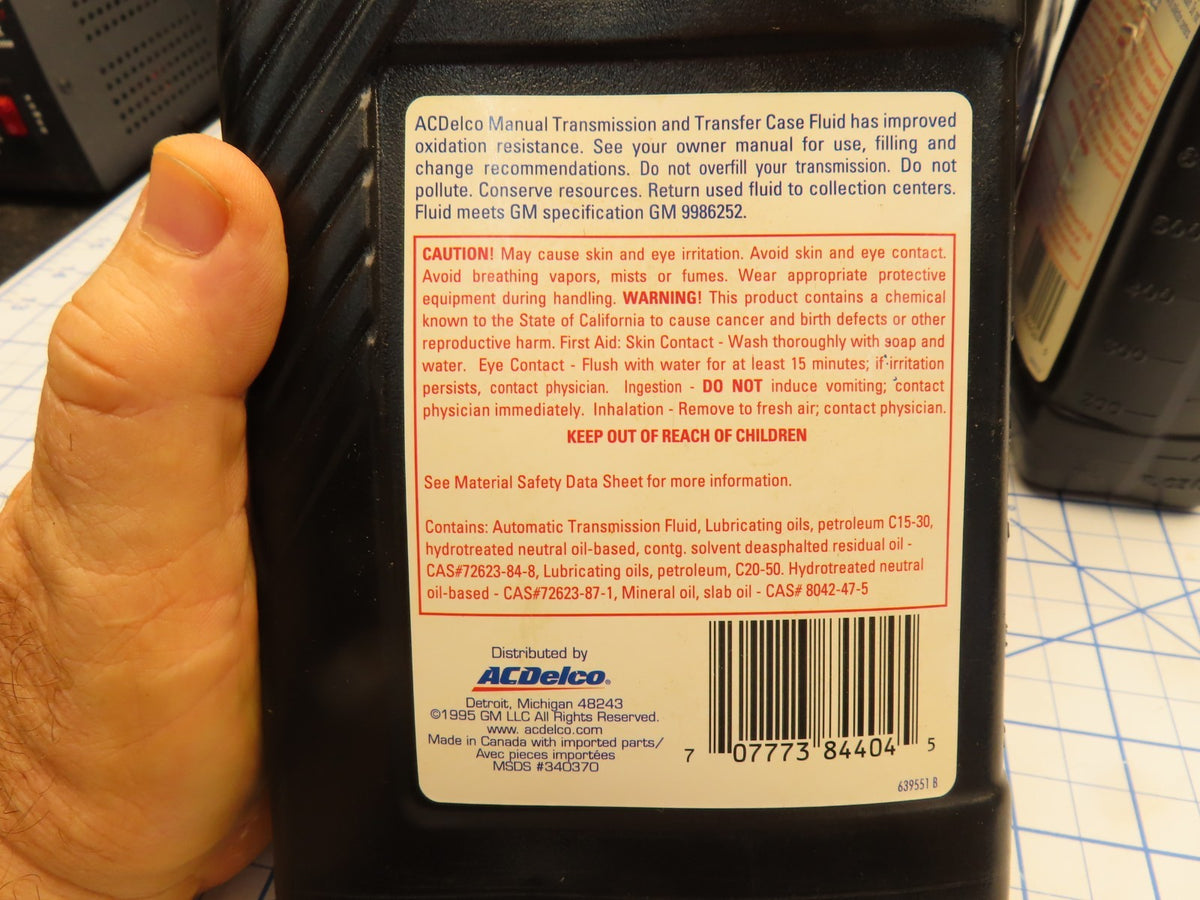 ACDelco Manual Transmission and Transfer Case Fluid has improved
oxidation resistance. See your owner manual for use, filling and
change recommendations. Do not overfill your transmission. Do not
pollute. Conserve resources. Return used fluid to collection centers.
Fluid meets GM specification GM 9986252.
CAUTION! May cause skin and eye irritation. Avoid skin and eye contact.
Avoid breathing vapors, mists or fumes. Wear appropriate protective
equipment during handling. WARNING! This product contains a chemical
known to the State of California to cause cancer and birth defects or other
reproductive harm. First Aid: Skin Contact - Wash thoroughly with soap and
water. Eye Contact - Flush with water for at least 15 minutes; if irritation
persists, contact physician. Ingestion - DO NOT induce vomiting; contact
physician immediately. Inhalation - Remove to fresh air; contact physician.
KEEP OUT OF REACH OF CHILDREN
See Material Safety Data Sheet for more information.
Contains: Automatic Transmission Fluid, Lubricating oils, petroleum C15-30,
hydrotreated neutral oil-based, contg. solvent deasphalted residual oil -
CAS#72623-84-8, Lubricating oils, petroleum, C20-50. Hydrotreated neutral
oil-based - CAS#72623-87-1, Mineral oil, slab oil - CAS# 8042-47-5
Distributed by
ACDelco®
Detroit, Michigan 48243
©1995 GM LLC All Rights Reserved.
www. acdelco.com
Made in Canada with imported parts/
Avec pieces importées
MSDS #340370
7 07773 84404 5
639551 B